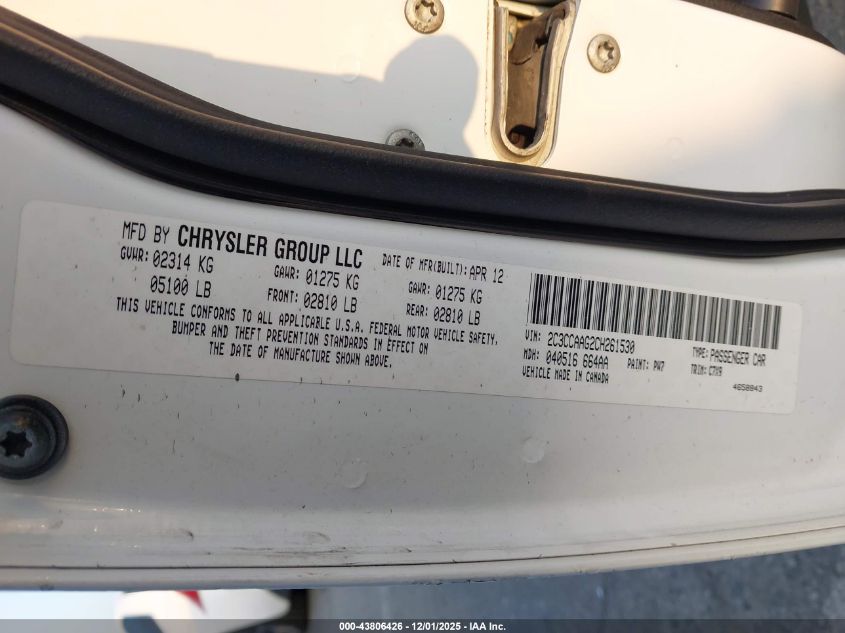 MFD BY CHRYSLER GROUP LLC DATE OF MFR(BUILT): APR 12
GVWR: 02314 KG GAWR: 01275 KG GAWR: 01275 KG
05100 LB FRONT: 02810 LB REAR: 02810 LB
THIS VEHICLE CONFORMS TO ALL APPLICABLE U.S.A. FEDERAL MOTOR VEHICLE SAFETY,
BUMPER AND THEFT PREVENTION STANDARDS IN EFFECT ON
THE DATE OF MANUFACTURE SHOWN ABOVE.
VIN: 2C3CCAAG2CH261530 TYPE: PASSENGER CAR
MDH: 040516 664AA PAINT: PW7 TRIM: C7X9
VEHICLE MADE IN CANADA 4658843
000-43806426 - 12/01/2025 - IAA Inc.